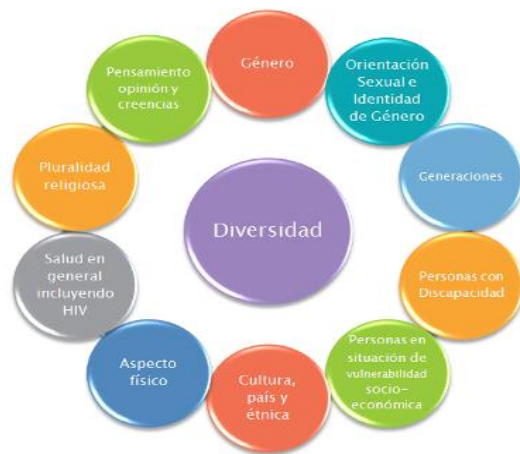 Género
Orientación
Sexual e
Identidad
de Género
Generaciones
Personas con
Discapacidad
Personas en
situación de
vulnerabilidad
socio-
económica
Cultura,
país y
étnica
Aspecto
físico
Salud en
general
incluyendo
HIV
Pluralidad
religiosa
Pensamiento
opinión y
creencias
Diversidad